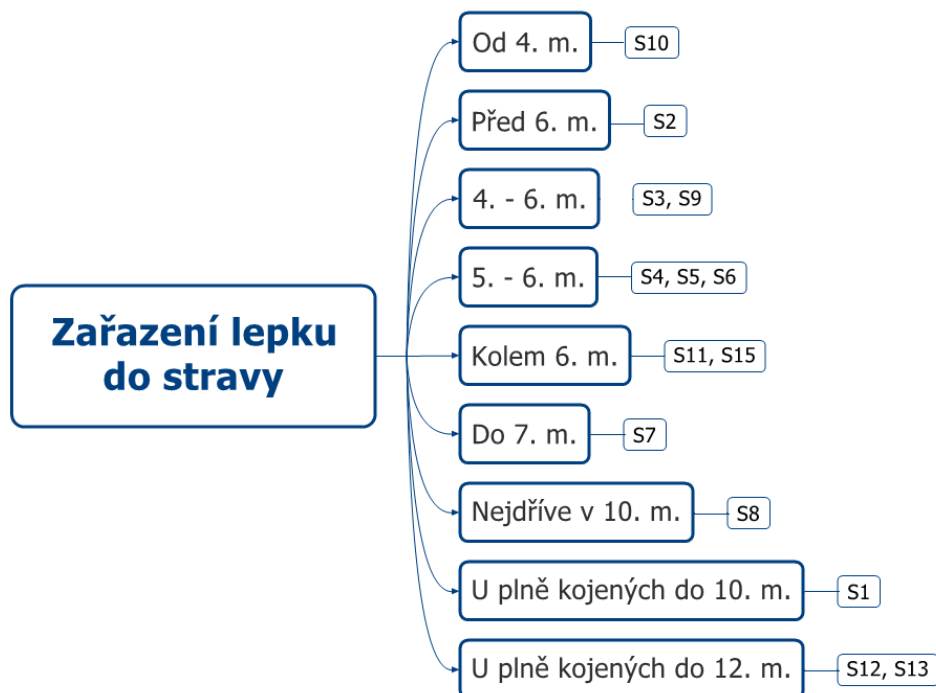 Zařazení lepku
do stravy
Od 4. m.
S10
Před 6. m.
S2
4. - 6. m.
S3, S9
5. - 6. m.
S4, S5, S6
Kolem 6. m.
S11, S15
Do 7. m.
S7
Nejdříve v 10. m.
S8
U plně kojených do 10. m.
S1
U plně kojených do 12. m.
S12, S13